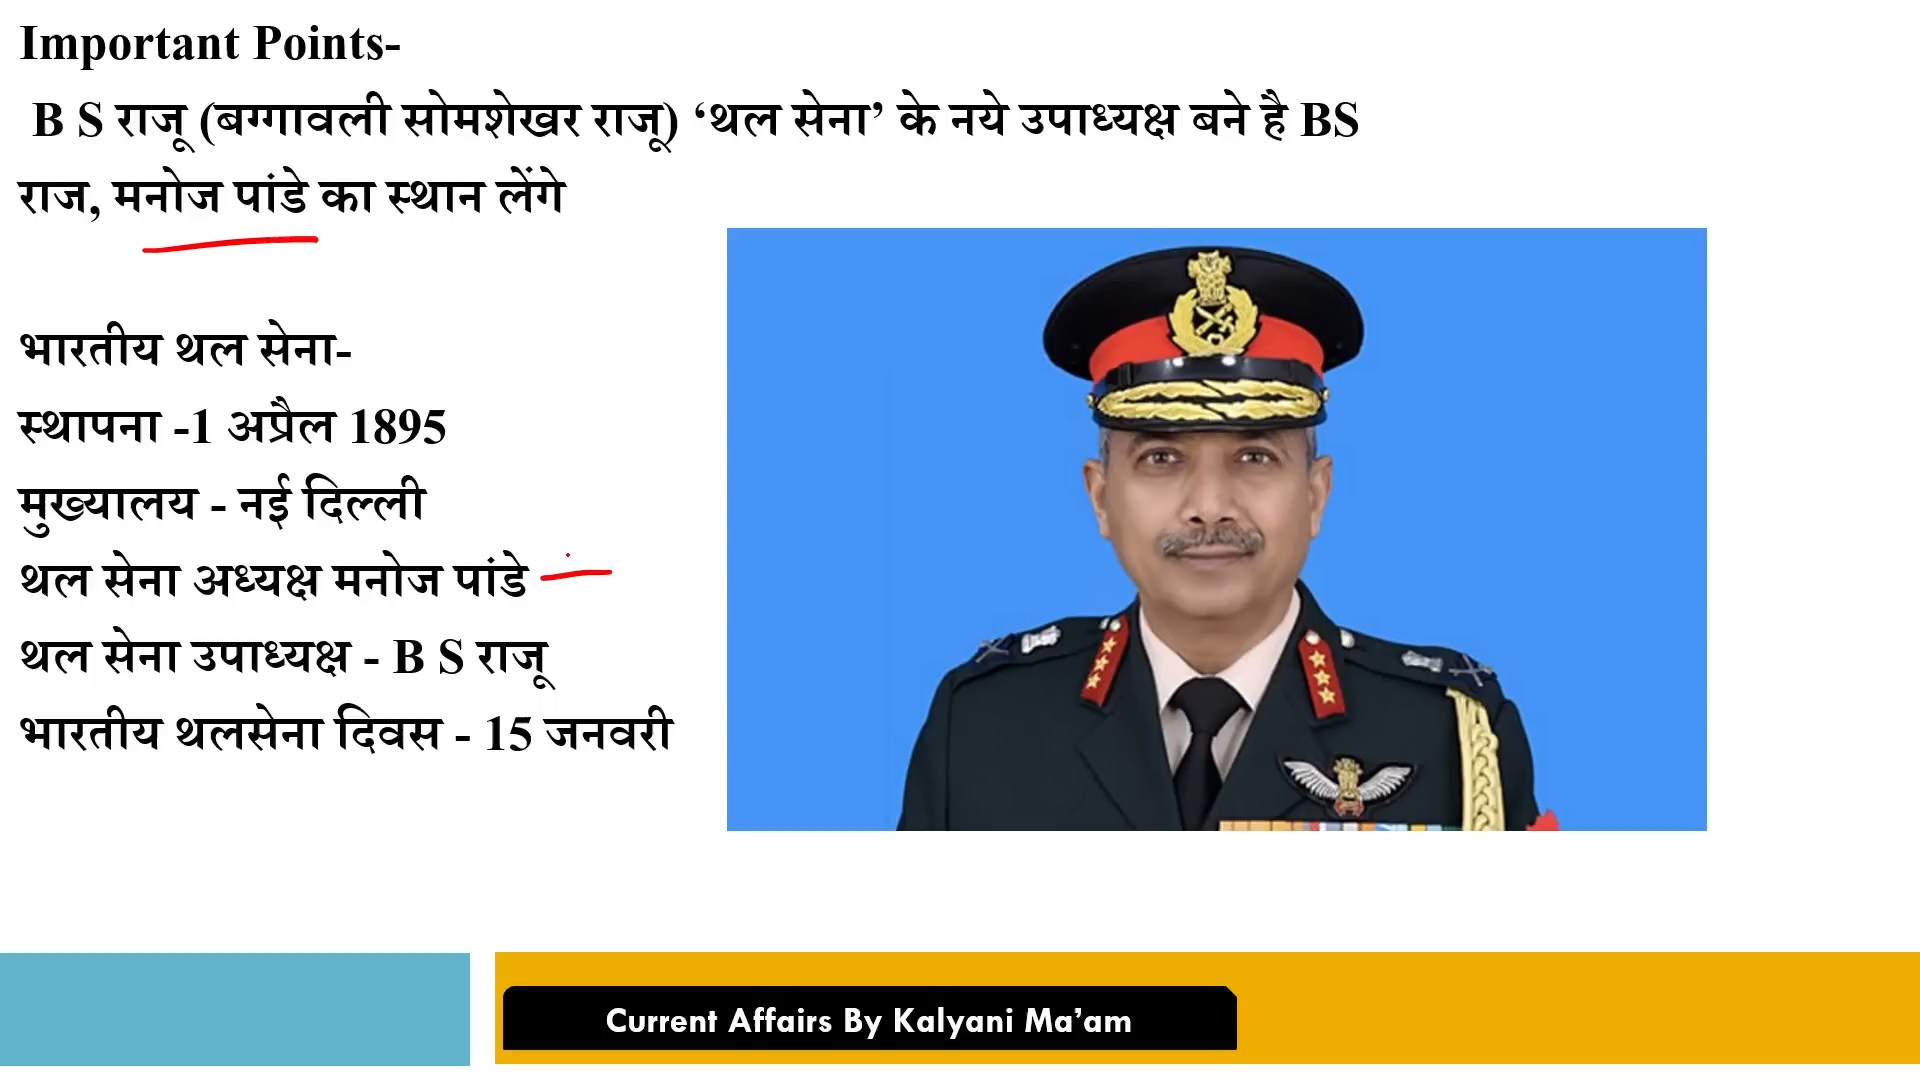 Important Points-
B S राजू (बग्गावली सोमशेखर राजू) ‘थल सेना’ के नये उपाध्यक्ष बने है BS
राज, मनोज पांडे का स्थान लेंगे
भारतीय थल सेना-
स्थापना -1 अप्रैल 1895
मुख्यालय - नई दिल्ली
थल सेना अध्यक्ष मनोज पांडे
थल सेना उपाध्यक्ष - B S राजू
भारतीय थलसेना दिवस - 15 जनवरी
Current Affairs By Kalyani Ma’am